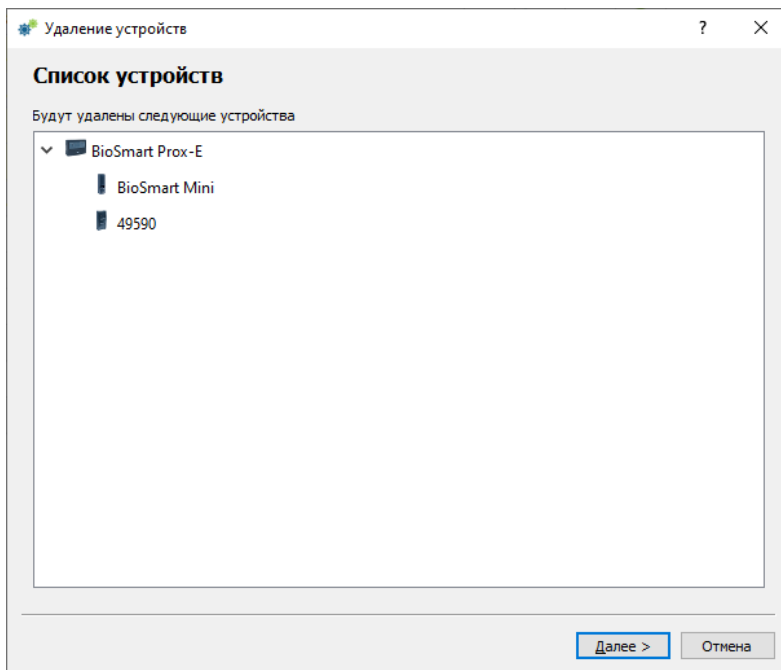 Удаление устройств
?
Список устройств
Будут удалены следующие устройства
BioSmart Prox-E
BioSmart Mini
49590
Далее >
Отмена